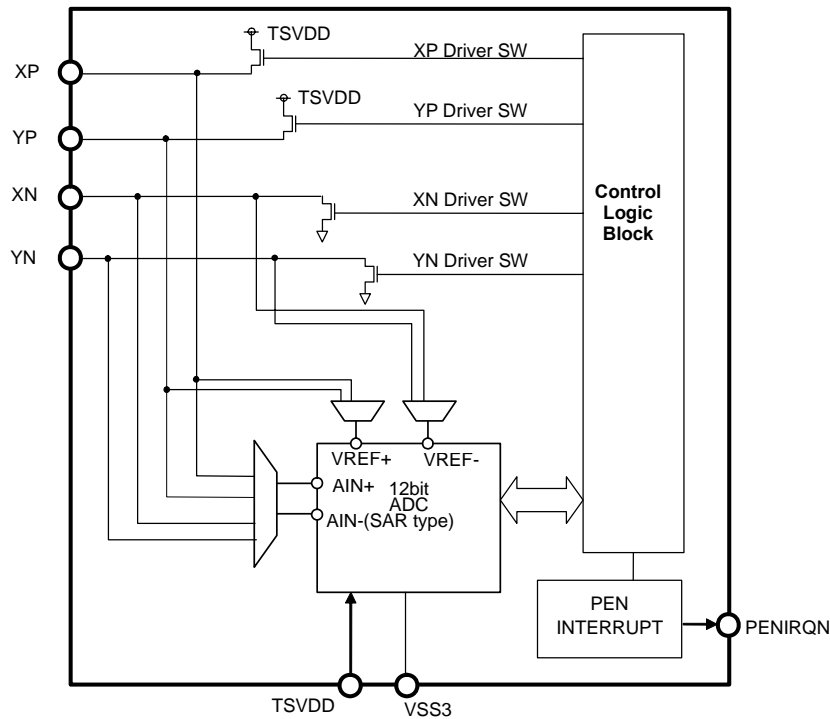 TSVDD
XP Driver SW
XP
TSVDD
YP Driver SW
YP
XN
XN Driver SW
Control
Logic
Block
YN
YN Driver SW
VREF+
VREF-
AIN+
12bit
ADC
AIN-(SAR type)
PEN
INTERRUPT
PENIRQN
TSVDD
VSS3